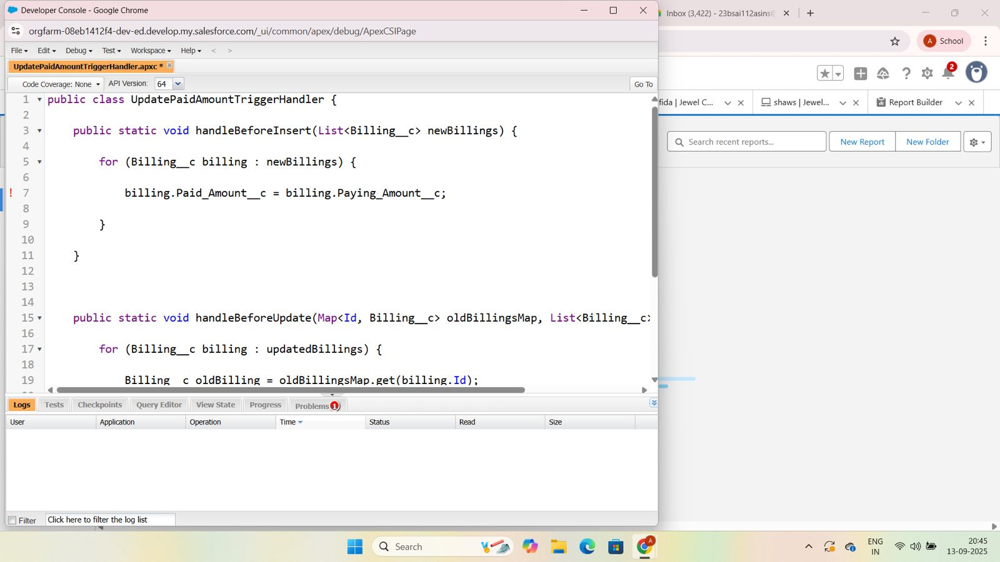 Developer Console - Google Chrome
Inbox (3,422) - 23bsai112asins@
orgfarm-08eb1412f4-dev-ed.develop.my.salesforce.com/_ui/common/apex/debug/ApexCSIPage
A School
File Edit Debug Test Workspace Help < >
UpdatePaidAmountTriggerHandler.apxc *
2
Code Coverage: None API Version: 64 Go To
fida | Jewel C... shaws | Jewel... Report Builder
1 public class UpdatePaidAmountTriggerHandler {
2
3 public static void handleBeforeInsert(List<Billing__c> newBillings) {
Search recent reports... New Report New Folder
4
5 for (Billing__c billing : newBillings) {
6
! 7 billing.Paid_Amount__c = billing.Paying_Amount__c;
8
9 }
10
11 }
12
13
14
15 public static void handleBeforeUpdate(Map<Id, Billing__c> oldBillingsMap, List<Billing__c>
16
17 for (Billing__c billing : updatedBillings) {
18
19 Billing__c oldBilling = oldBillingsMap.get(billing.Id);
Logs Tests Checkpoints Query Editor View State Progress Problems 1
User Application Operation Time Status Read Size
Filter Click here to filter the log list
Search
A
ENG
IN
20:45
13-09-2025